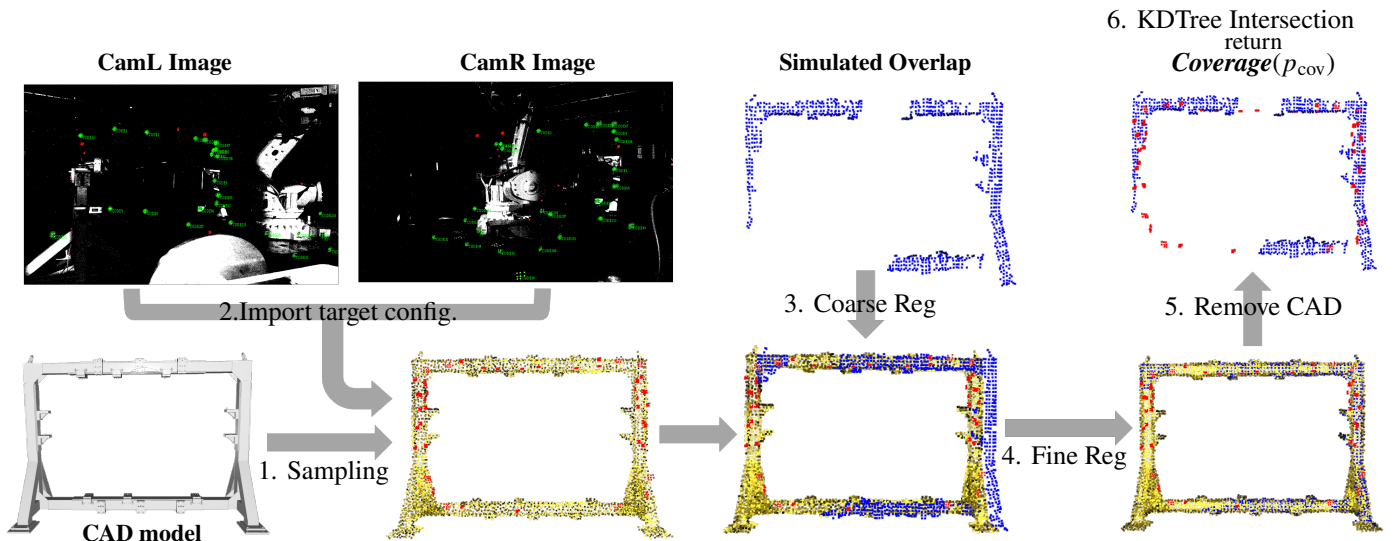 6. KDTree Intersection
return
CamL Image
CamR Image
Simulated Overlap
Coverage(p_cov)
2.Import target config.
3. Coarse Reg
5. Remove CAD
1. Sampling
4. Fine Reg
CAD model